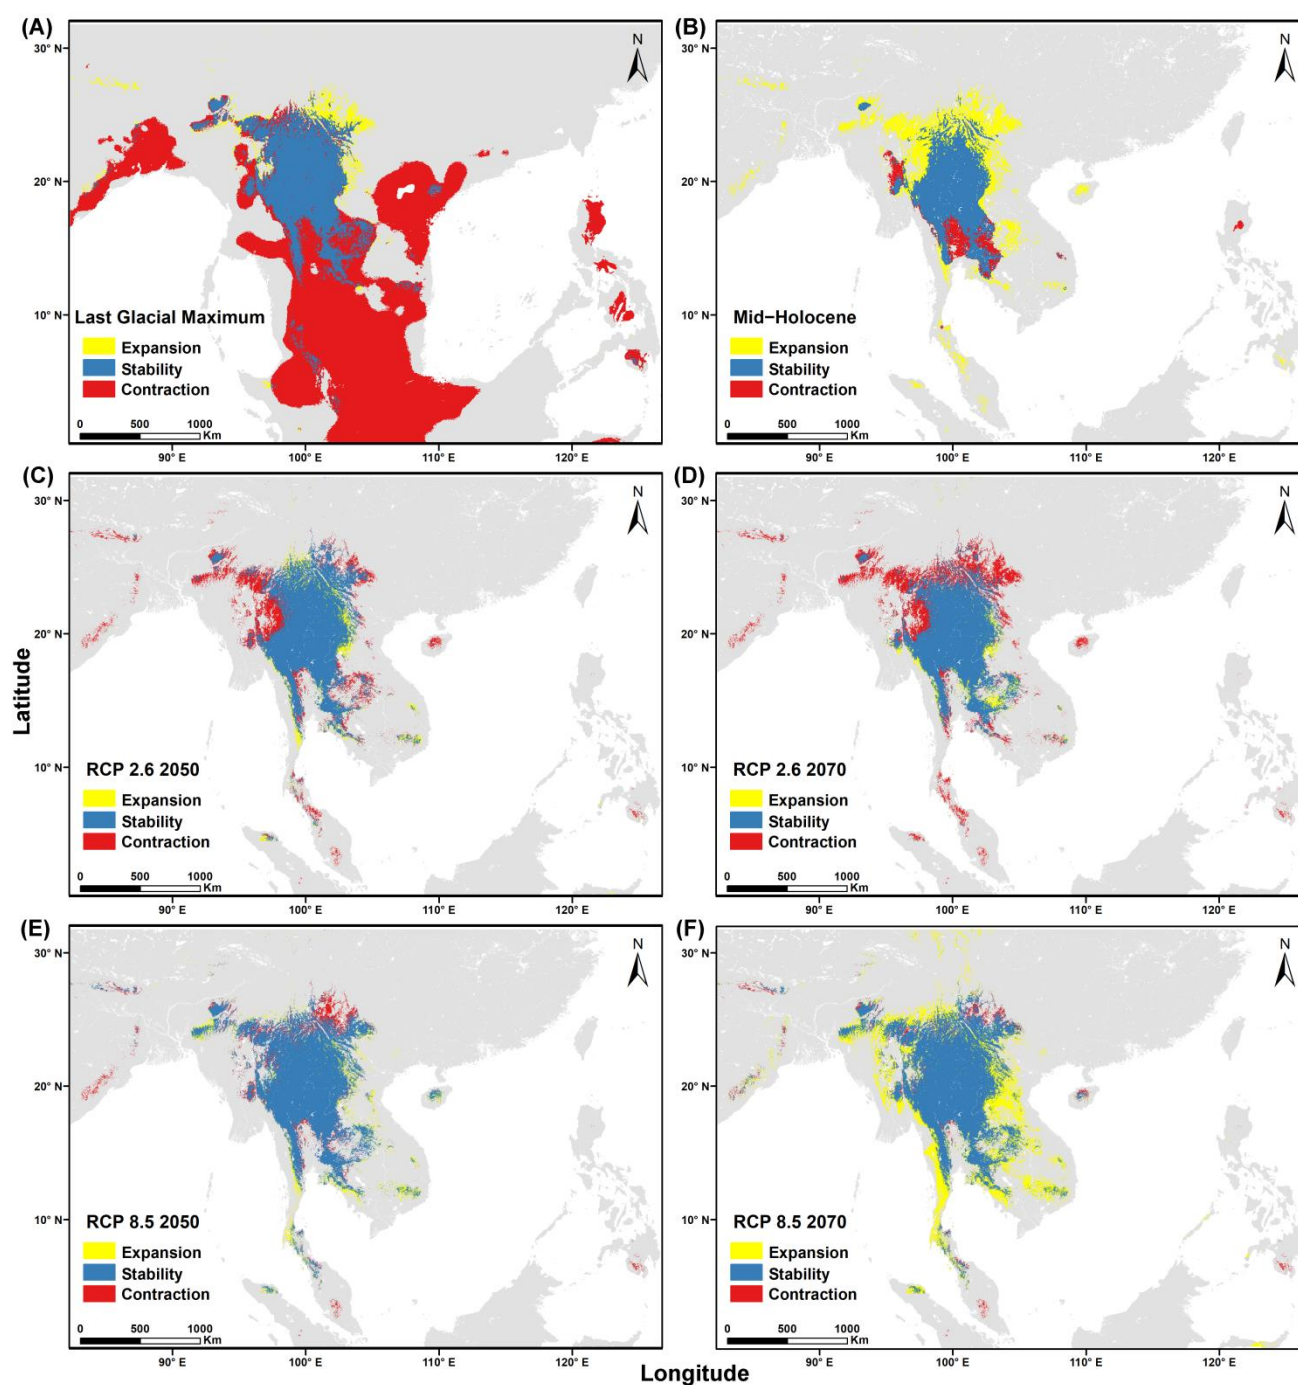 (A)
30° N
20° N
10° N
N
Last Glacial Maximum
Expansion
Stability
Contraction
0 500 1000
Km
90° E 100° E 110° E 120° E
(B)
30° N
20° N
10° N
N
Mid−Holocene
Expansion
Stability
Contraction
0 500 1000
Km
90° E 100° E 110° E 120° E
(C)
30° N
20° N
10° N
N
RCP 2.6 2050
Expansion
Stability
Contraction
0 500 1000
Km
90° E 100° E 110° E 120° E
(D)
30° N
20° N
10° N
N
RCP 2.6 2070
Expansion
Stability
Contraction
0 500 1000
Km
90° E 100° E 110° E 120° E
Latitude
(E)
30° N
20° N
10° N
N
RCP 8.5 2050
Expansion
Stability
Contraction
0 500 1000
Km
90° E 100° E 110° E 120° E
(F)
30° N
20° N
10° N
N
RCP 8.5 2070
Expansion
Stability
Contraction
0 500 1000
Km
90° E 100° E 110° E 120° E
Longitude